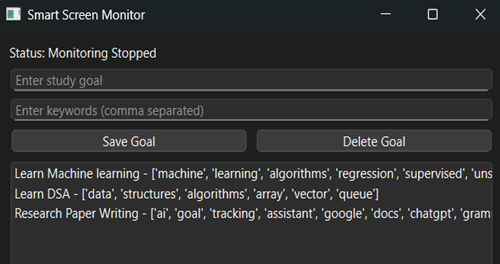 Smart Screen Monitor
Status: Monitoring Stopped
Enter study goal
Enter keywords (comma separated)
Save Goal Delete Goal
Learn Machine learning - ['machine', 'learning', 'algorithms', 'regression', 'supervised', 'uns
Learn DSA - ['data', 'structures', 'algorithms', 'array', 'vector', 'queue']
Research Paper Writing - ['ai', 'goal', 'tracking', 'assistant', 'google', 'docs', 'chatgpt', 'gram